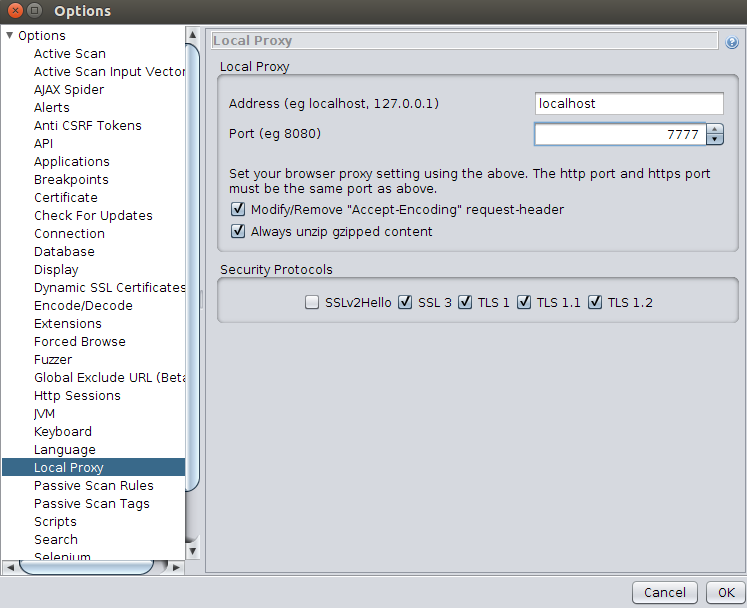 Options
Options
Active Scan
Active Scan Input Vector
AJAX Spider
Alerts
Anti CSRF Tokens
API
Applications
Breakpoints
Certificate
Check For Updates
Connection
Database
Display
Dynamic SSL Certificates
Encode/Decode
Extensions
Forced Browse
Fuzzer
Global Exclude URL (Beta
Http Sessions
JVM
Keyboard
Language
Local Proxy
Passive Scan Rules
Passive Scan Tags
Scripts
Search
Selenium
Local Proxy
Local Proxy
Address (eg localhost, 127.0.0.1) localhost
Port (eg 8080) 7777
Set your browser proxy setting using the above. The http port and https port
must be the same port as above.
Modify/Remove "Accept-Encoding" request-header
Always unzip gzipped content
Security Protocols
SSLv2Hello SSL 3 TLS 1 TLS 1.1 TLS 1.2
Cancel OK